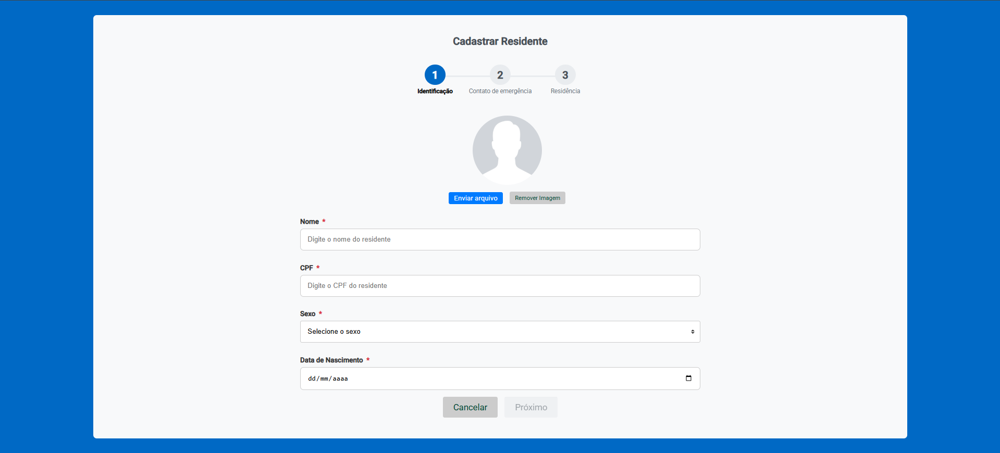 Cadastrar Residente
1 2 3
Identificação Contato de emergência Residência
Enviar arquivo Remover Imagem
Nome *
Digite o nome do residente
CPF *
Digite o CPF do residente
Sexo *
Selecione o sexo
Data de Nascimento *
dd/mm/aaaa
Cancelar Próximo